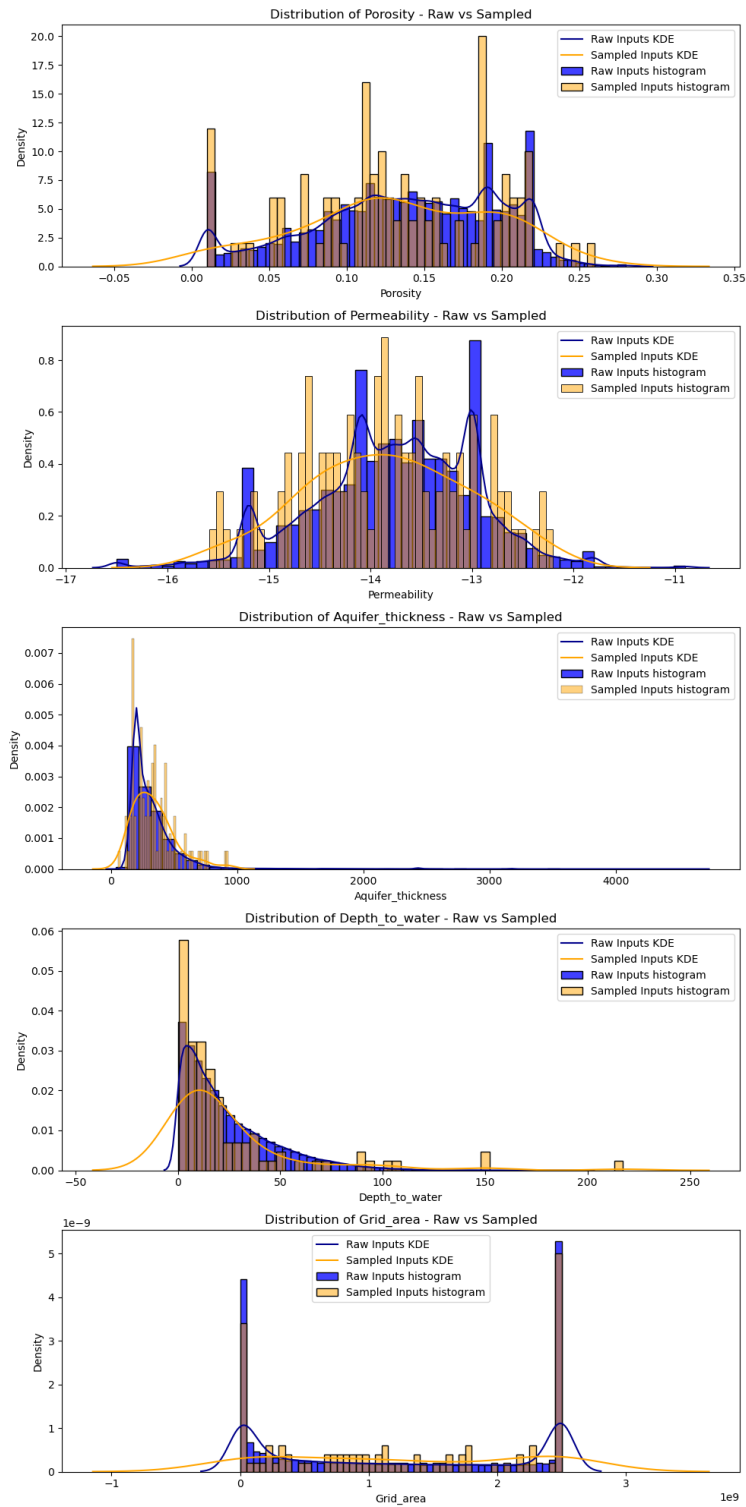 Distribution of Porosity - Raw vs Sampled
20.0
17.5
15.0
12.5
10.0
7.5
5.0
2.5
0.0
Density
Raw Inputs KDE
Sampled Inputs KDE
Raw Inputs histogram
Sampled Inputs histogram
−0.05 0.00 0.05 0.10 0.15 0.20 0.25 0.30 0.35
Porosity
Distribution of Permeability - Raw vs Sampled
0.8
0.6
0.4
0.2
0.0
Density
Raw Inputs KDE
Sampled Inputs KDE
Raw Inputs histogram
Sampled Inputs histogram
−17 −16 −15 −14 −13 −12 −11
Permeability
Distribution of Aquifer_thickness - Raw vs Sampled
0.007
0.006
0.005
0.004
0.003
0.002
0.001
0.000
Density
Raw Inputs KDE
Sampled Inputs KDE
Raw Inputs histogram
Sampled Inputs histogram
0 1000 2000 3000 4000
Aquifer_thickness
Distribution of Depth_to_water - Raw vs Sampled
0.06
0.05
0.04
0.03
0.02
0.01
0.00
Density
Raw Inputs KDE
Sampled Inputs KDE
Raw Inputs histogram
Sampled Inputs histogram
−50 0 50 100 150 200 250
Depth_to_water
1e−9
Distribution of Grid_area - Raw vs Sampled
5
4
3
2
1
0
Density
Raw Inputs KDE
Sampled Inputs KDE
Raw Inputs histogram
Sampled Inputs histogram
−1 0 1 2 3
1e9
Grid_area